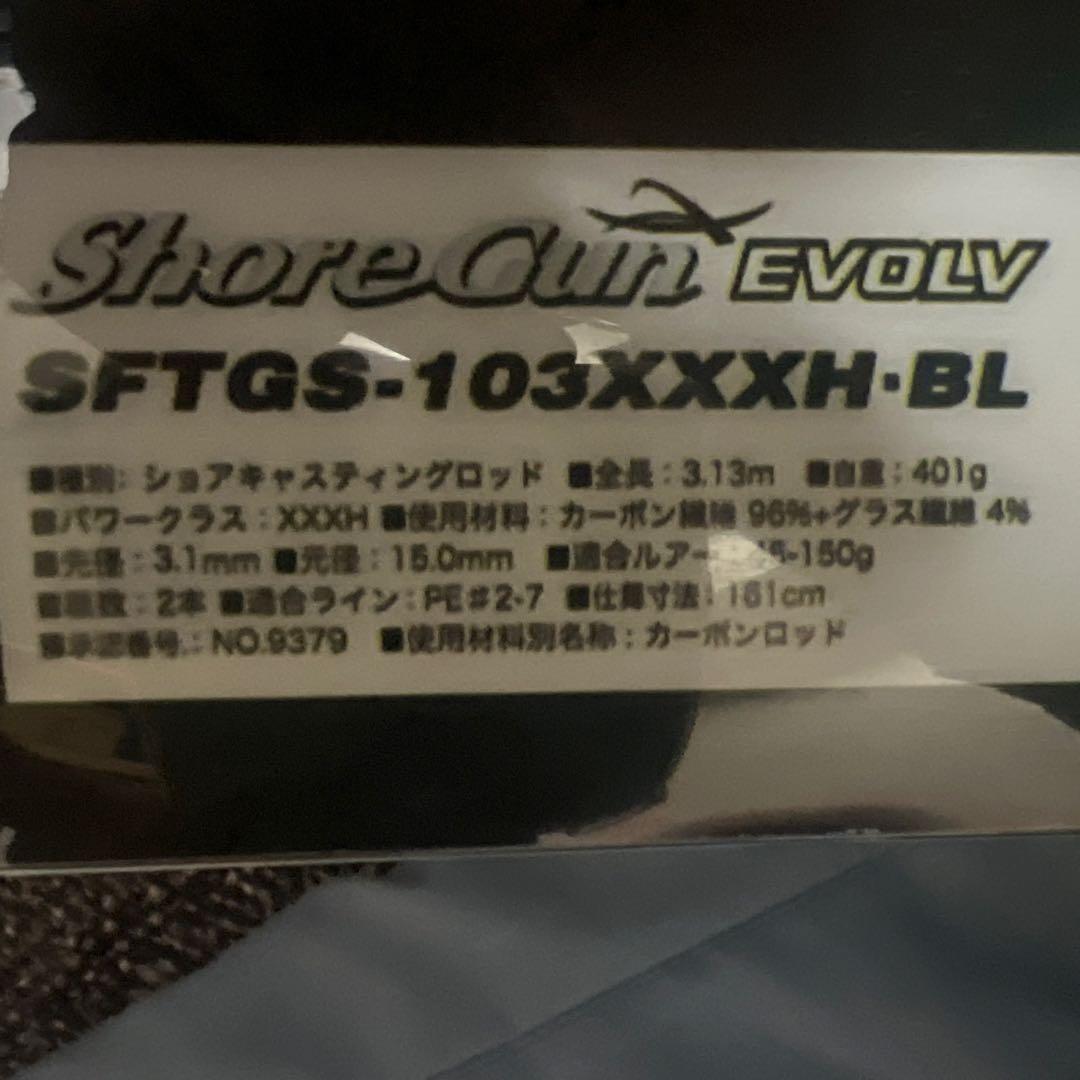 ShoreGun EVOLV
SFTGS-103XXXH・BL
■種別：ショアキャスティングロッド ■全長：3.13m ■自重：401g
■パワークラス：XXXH ■使用材料：カーボン繊維 96%+グラス繊維 4%
■先径：3.1mm ■元径：15.0mm ■適合ルアー -150g
■継数：2本 ■適合ライン：PE♯2-7 ■仕舞寸法：161cm
■承認番号：NO.9379 ■使用材料別名称：カーボンロッド